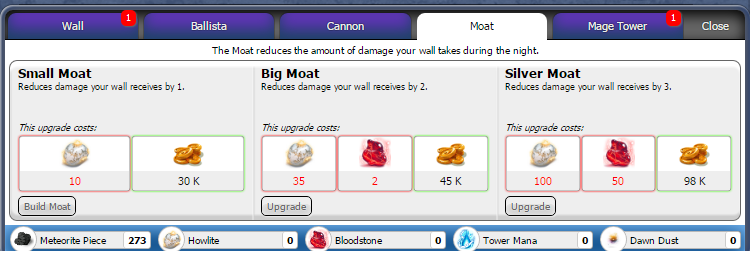 Wall 1 Ballista Cannon Moat Mage Tower 1 Close
The Moat reduces the amount of damage your wall takes during the night.
Small Moat
Reduces damage your wall receives by 1.
This upgrade costs:
10 30 K
Build Moat
Big Moat
Reduces damage your wall receives by 2.
This upgrade costs:
35 2 45 K
Upgrade
Silver Moat
Reduces damage your wall receives by 3.
This upgrade costs:
100 50 98 K
Upgrade
Meteorite Piece 273 Howlite 0 Bloodstone 0 Tower Mana 0 Dawn Dust 0